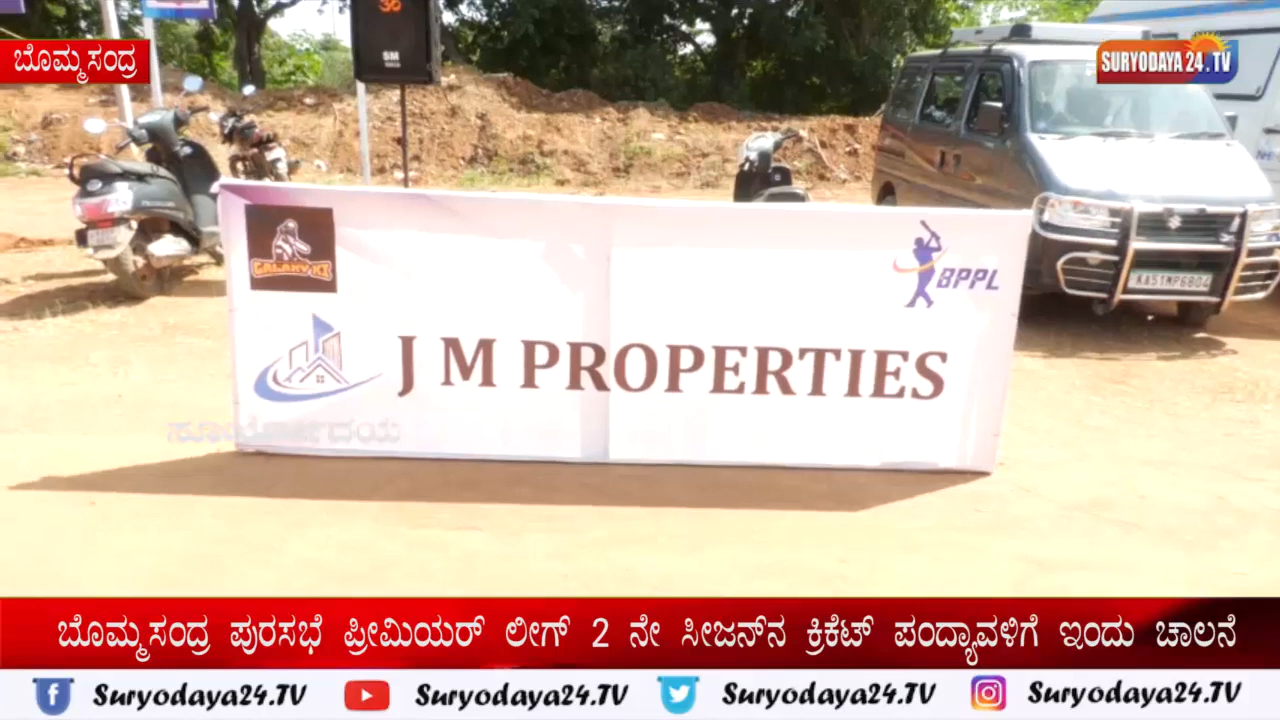 ಬೊಮ್ಮಸಂದ್ರ
ॐ
SM
SURYODAYA 24.TV
GALAXY XI
BPPL
KA51MP6804
J M PROPERTIES
ಬೊಮ್ಮಸಂದ್ರ ಪುರಸಭೆ ಪ್ರೀಮಿಯರ್ ಲೀಗ್ 2 ನೇ ಸೀಜನ್‌ನ ಕ್ರಿಕೆಟ್ ಪಂದ್ಯಾವಳಿಗೆ ಇಂದು ಚಾಲನೆ
Suryodaya24.TV Suryodaya24.TV Suryodaya24.TV Suryodaya24.TV